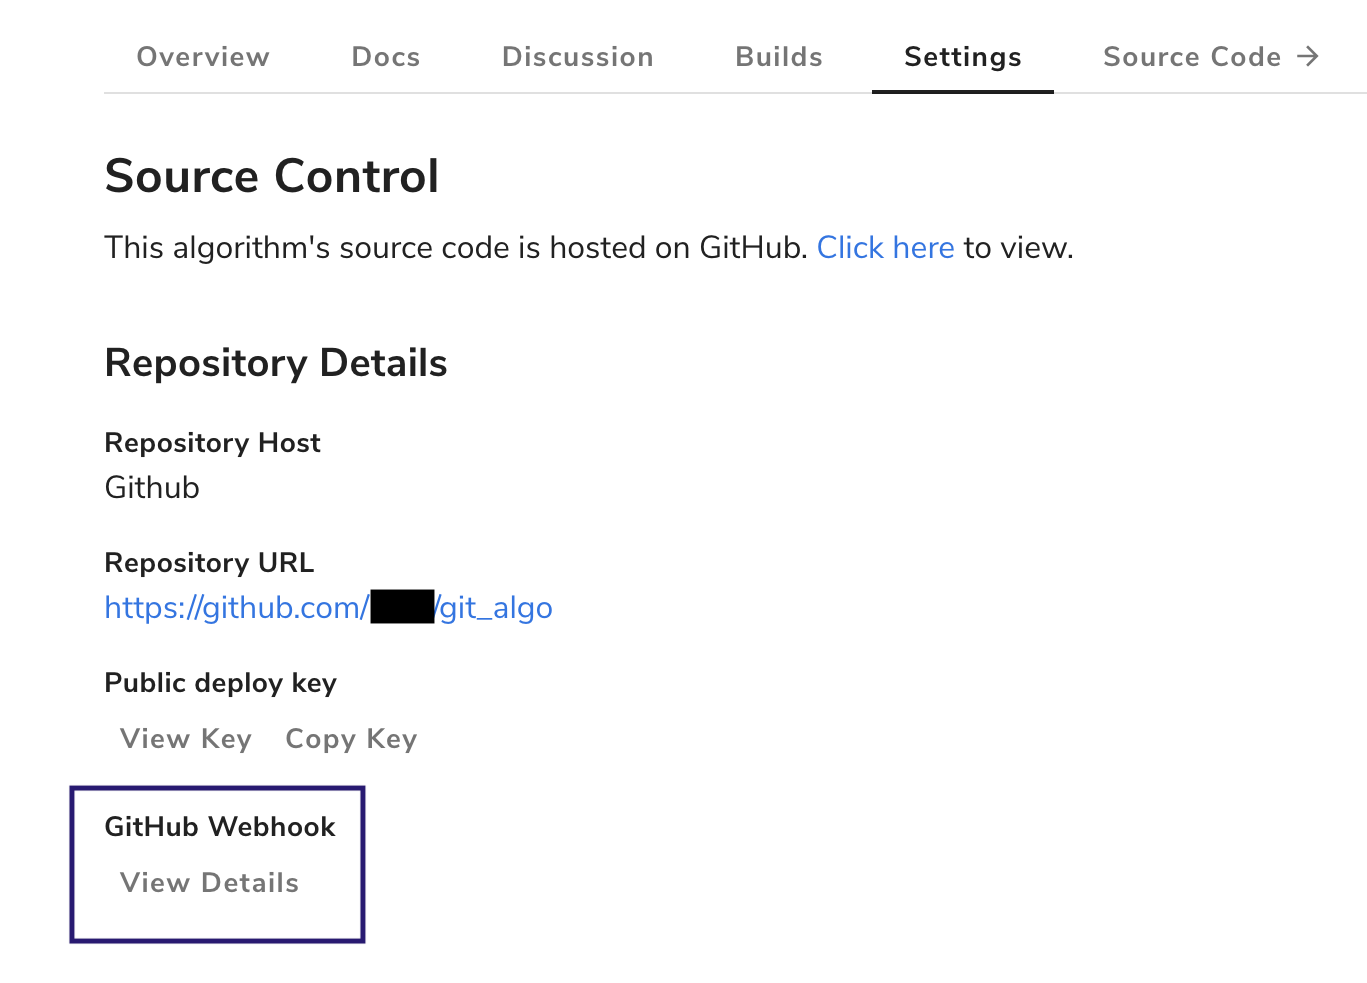 Overview Docs Discussion Builds Settings Source Code →
Source Control
This algorithm's source code is hosted on GitHub. Click here to view.
Repository Details
Repository Host
Github
Repository URL
https://github.com/ /git_algo
Public deploy key
View Key Copy Key
GitHub Webhook
View Details